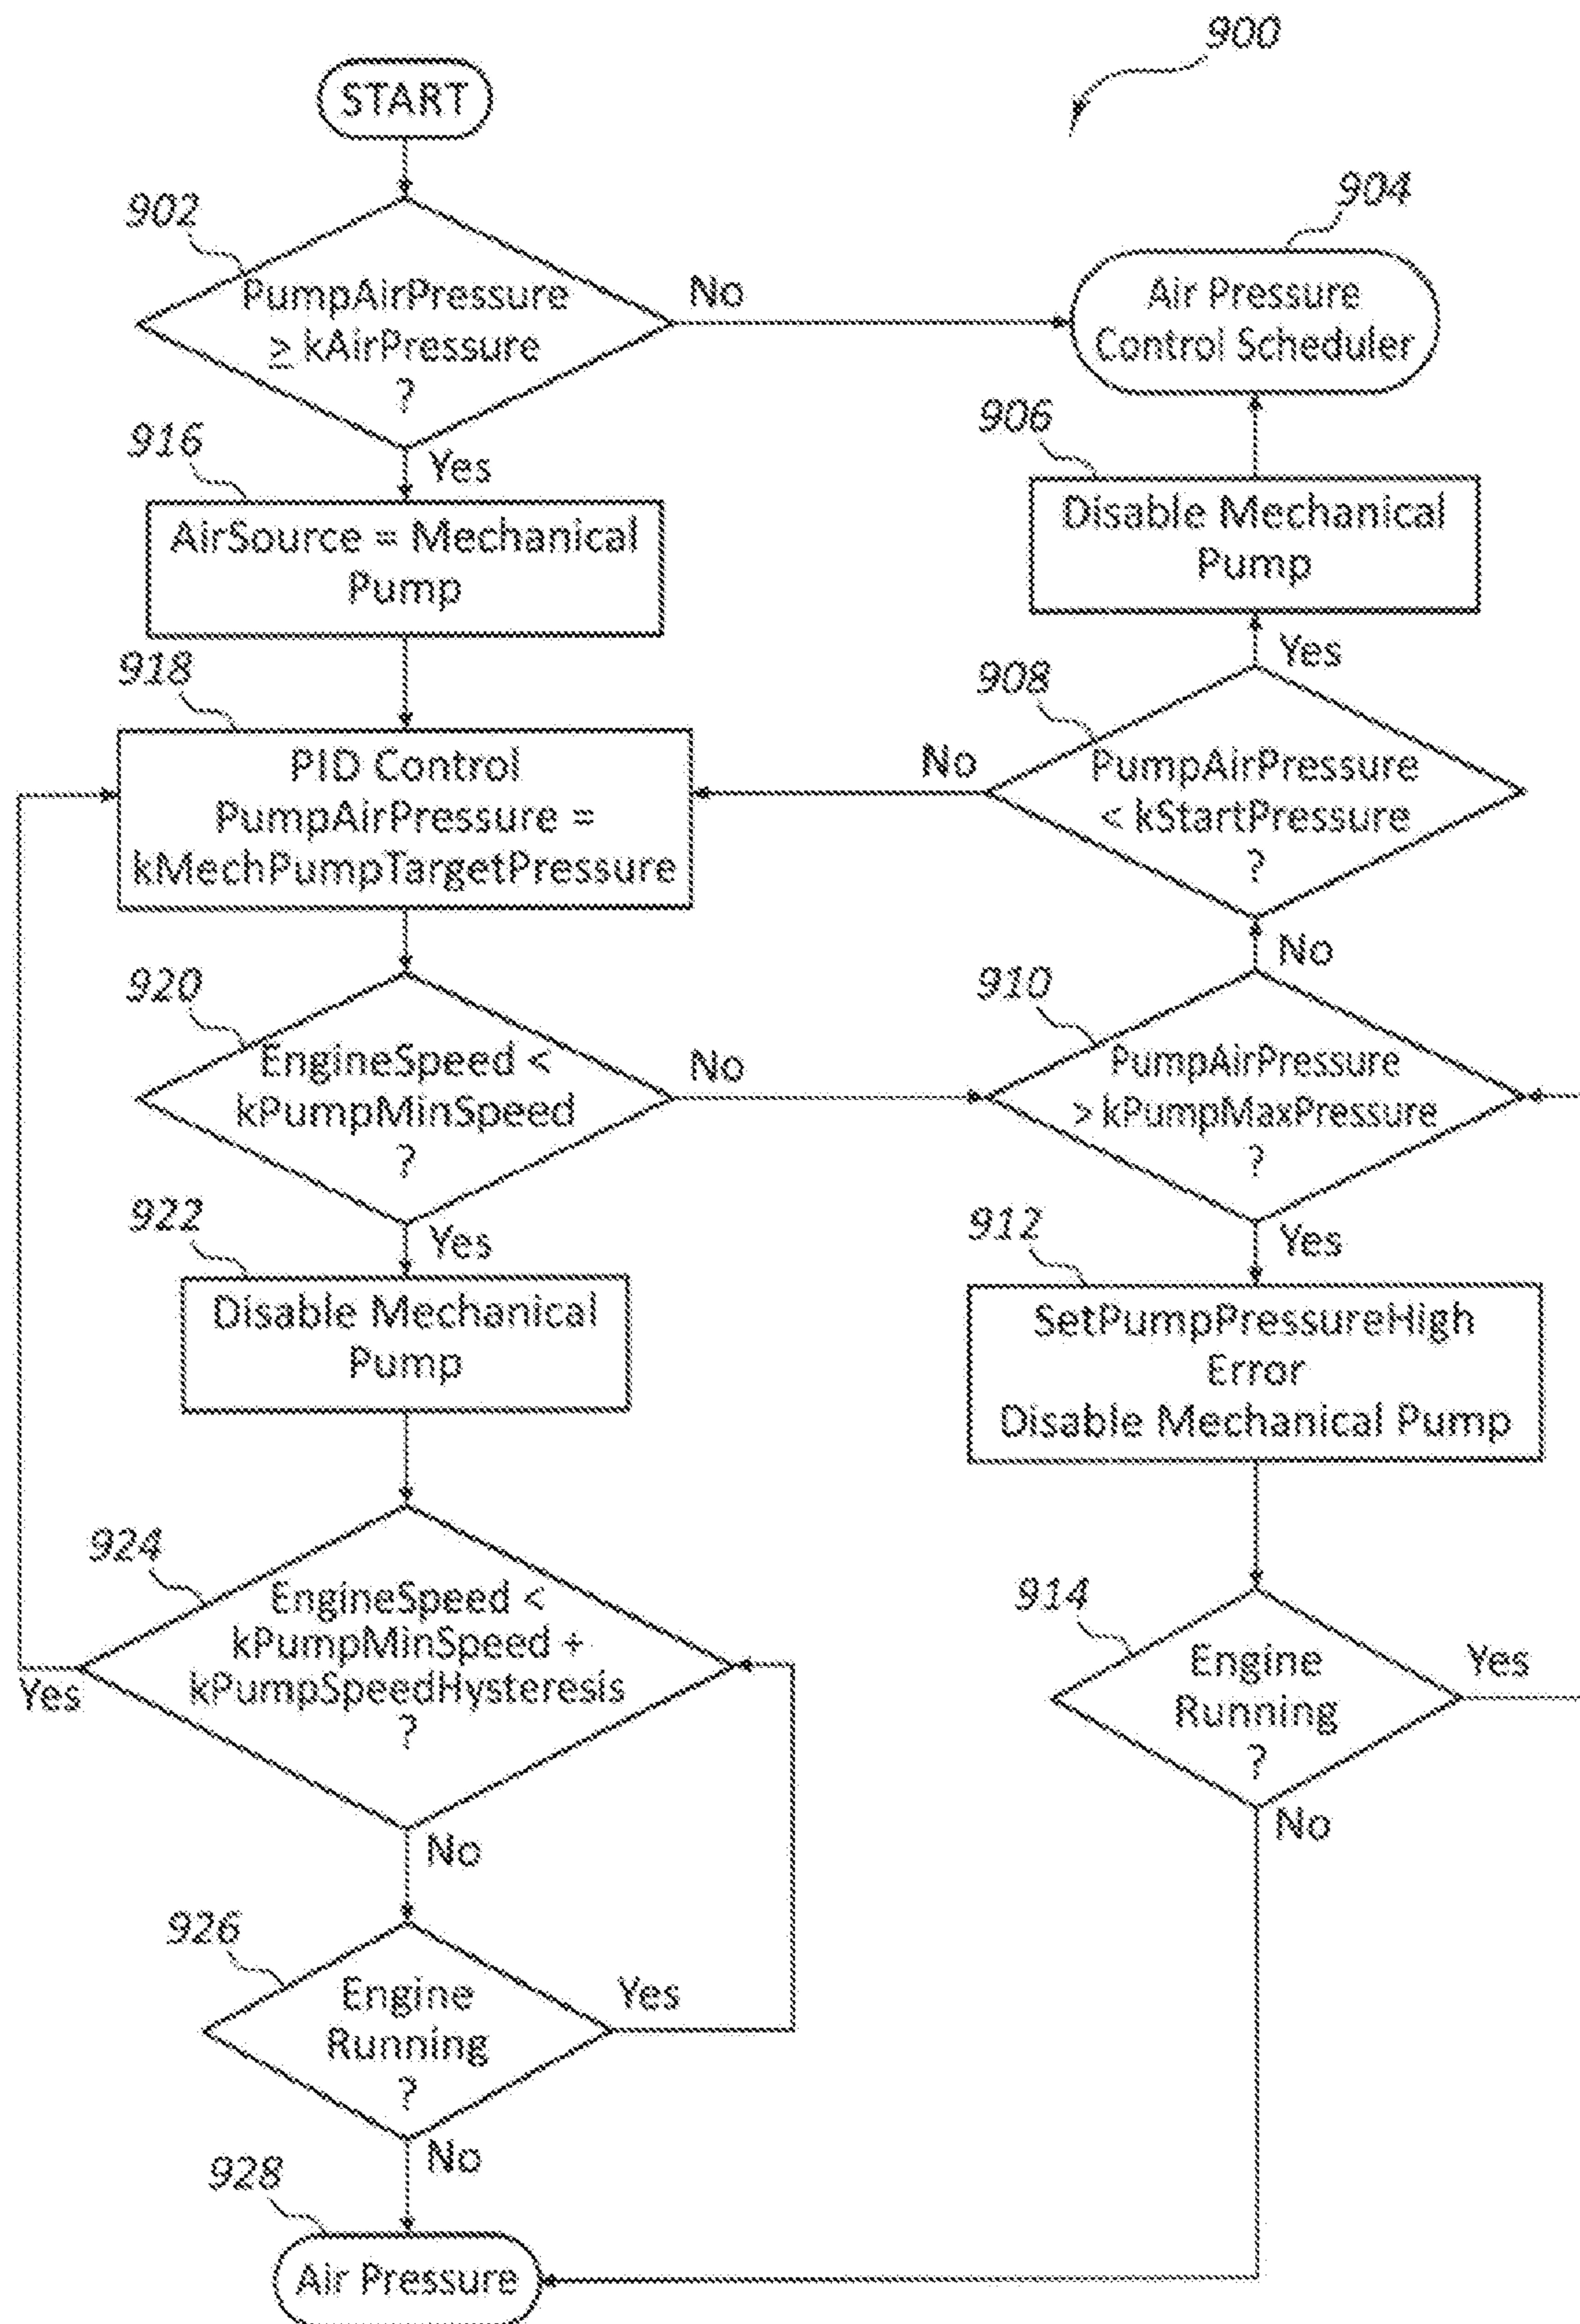 900
START
902
PumpAirPressure
≥ kAirPressure
?
No
904
Air Pressure
Control Scheduler
Yes
916
AirSource = Mechanical
Pump
906
Disable Mechanical
Pump
Yes
918
PID Control
PumpAirPressure =
kMechPumpTargetPressure
908
No
PumpAirPressure
< kStartPressure
?
No
920
EngineSpeed <
kPumpMinSpeed
?
No
910
PumpAirPressure
> kPumpMaxPressure
?
Yes
922
Disable Mechanical
Pump
Yes
912
SetPumpPressureHigh
Error
Disable Mechanical Pump
924
EngineSpeed <
kPumpMinSpeed +
kPumpSpeedHysteresis
?
Yes
No
914
Engine
Running
?
Yes
No
926
Engine
Running
?
Yes
No
928
Air Pressure